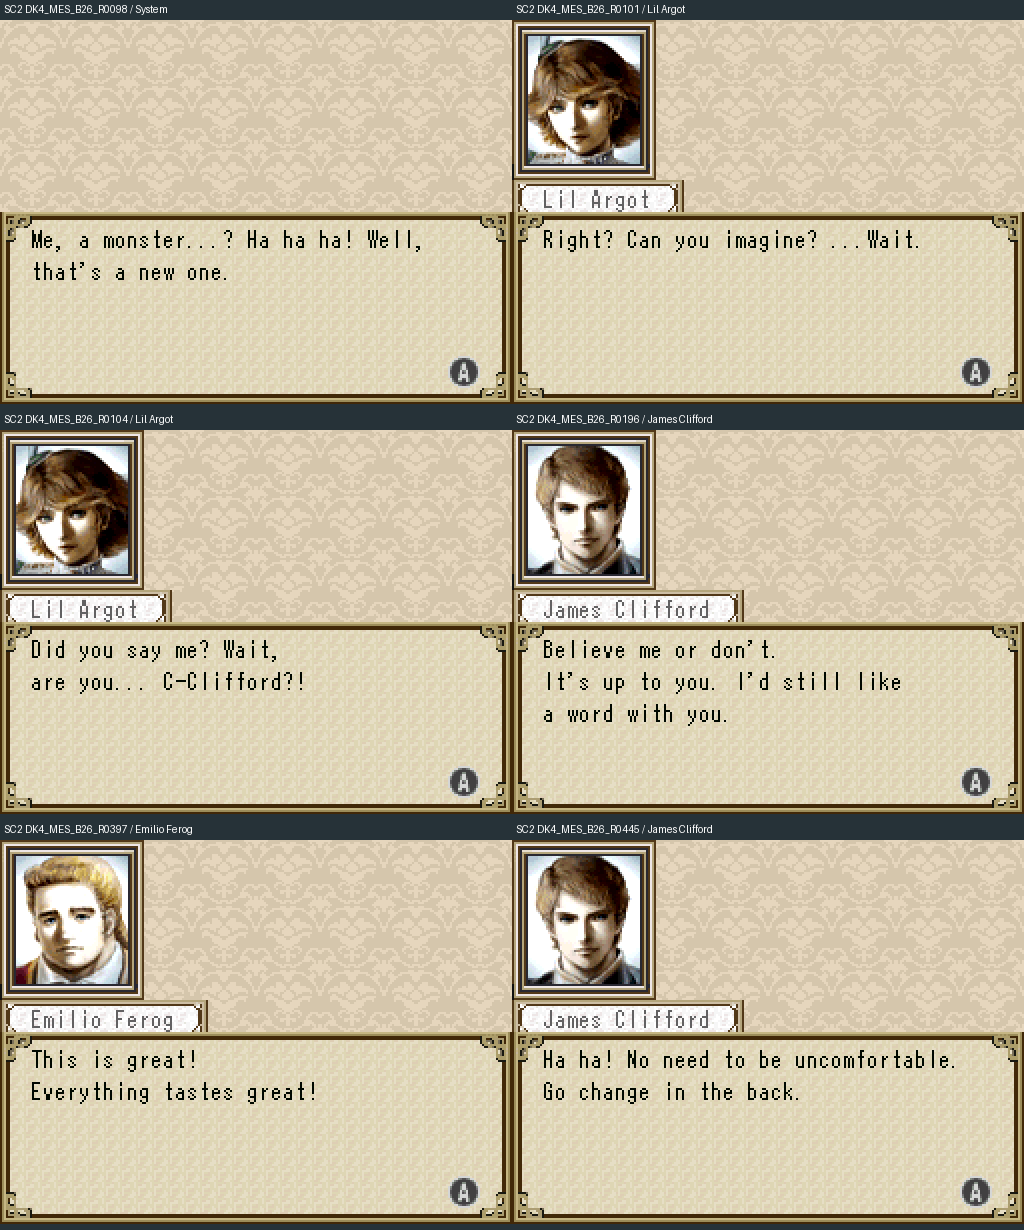 SC2 DK4_MES_B26_R0098 / System
Me, a monster...? Ha ha ha! Well,
that's a new one.
A
SC2 DK4_MES_B26_R0101 / Lil Argot
Lil Argot
Right? Can you imagine? ...Wait.
A
SC2 DK4_MES_B26_R0104 / Lil Argot
Lil Argot
Did you say me? Wait,
are you... C-Clifford?!
A
SC2 DK4_MES_B26_R0196 / James Clifford
James Clifford
Believe me or don't.
It's up to you. I'd still like
a word with you.
A
SC2 DK4_MES_B26_R0397 / Emilio Ferog
Emilio Ferog
This is great!
Everything tastes great!
A
SC2 DK4_MES_B26_R0445 / James Clifford
James Clifford
Ha ha! No need to be uncomfortable.
Go change in the back.
A